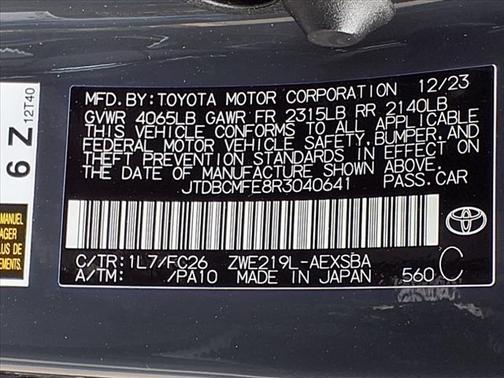 MFD.BY:TOYOTA MOTOR CORPORATION 12/23
GVWR 4065LB GAWR FR 2315LB RR 2140LB
THIS VEHICLE CONFORMS TO ALL APPLICABLE
FEDERAL MOTOR VEHICLE SAFETY,BUMPER,AND
THEFT PREVENTION STANDARDS IN EFFECT ON
THE DATE OF MANUFACTURE SHOWN ABOVE.
JTDBCMFE8R3040641 PASS.CAR
C/TR:1L7/FC26 ZWE219L-AEXSBA
A/TM: /PA10 MADE IN JAPAN 560 C
TOYOTA
6 Z 12T40
MANUEL